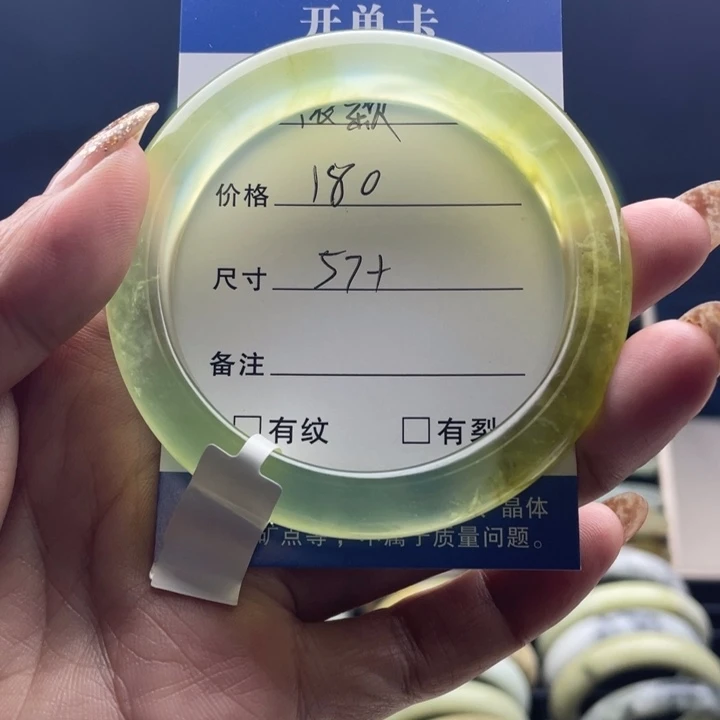 开单卡
价格 180
尺寸 57+
备注
□有纹 □有裂
晶体
矿点等，不属于质量问题。